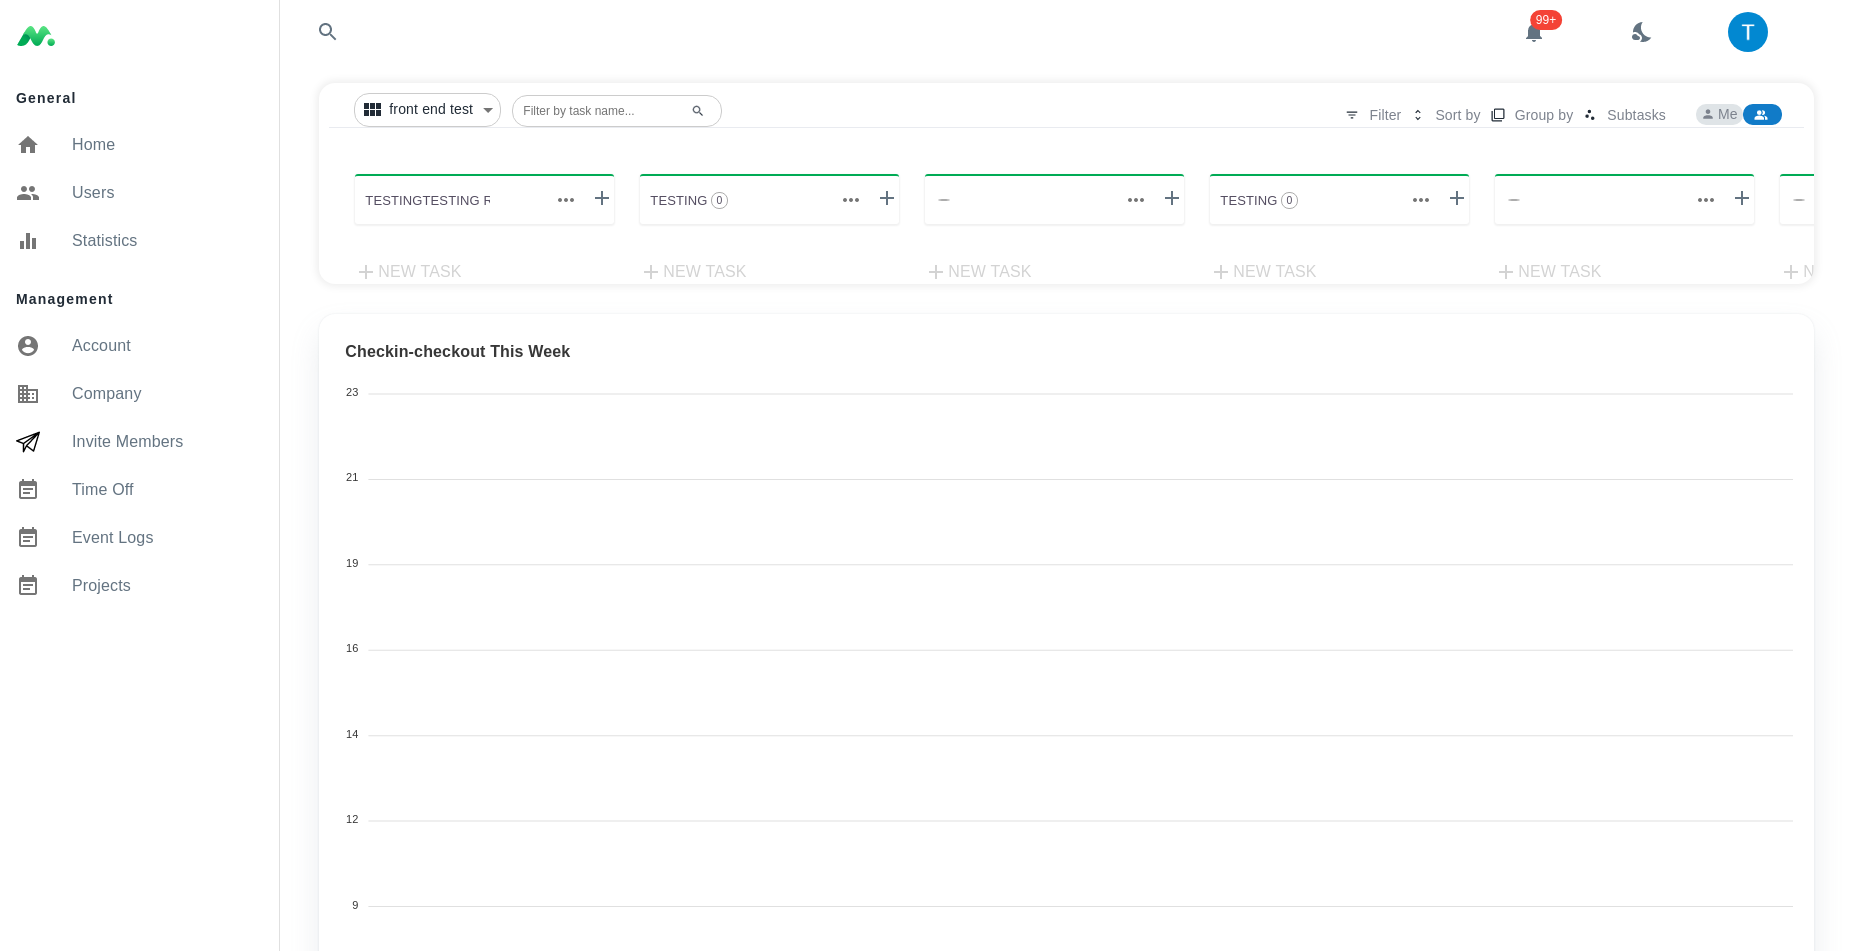 99+
T
General
Home
Users
Statistics
Management
Account
Company
Invite Members
Time Off
Event Logs
Projects
front end test
Filter by task name...
Filter
Sort by
Group by
Subtasks
Me
TESTINGTESTING
TESTING 0
TESTING 0
NEW TASK
NEW TASK
NEW TASK
NEW TASK
NEW TASK
Checkin-checkout This Week
23
21
19
16
14
12
9